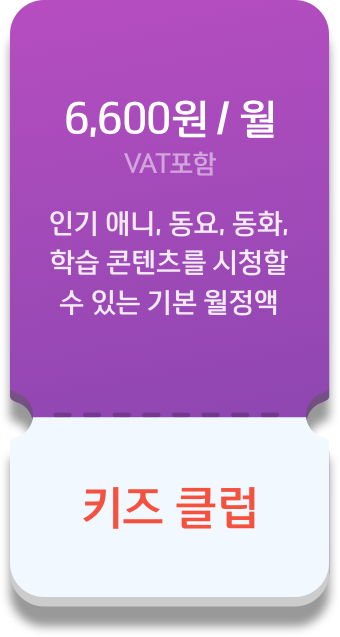 6,600원 / 월
VAT포함
인기 애니, 동요, 동화,
학습 콘텐츠를 시청할
수 있는 기본 월정액
키즈 클럽